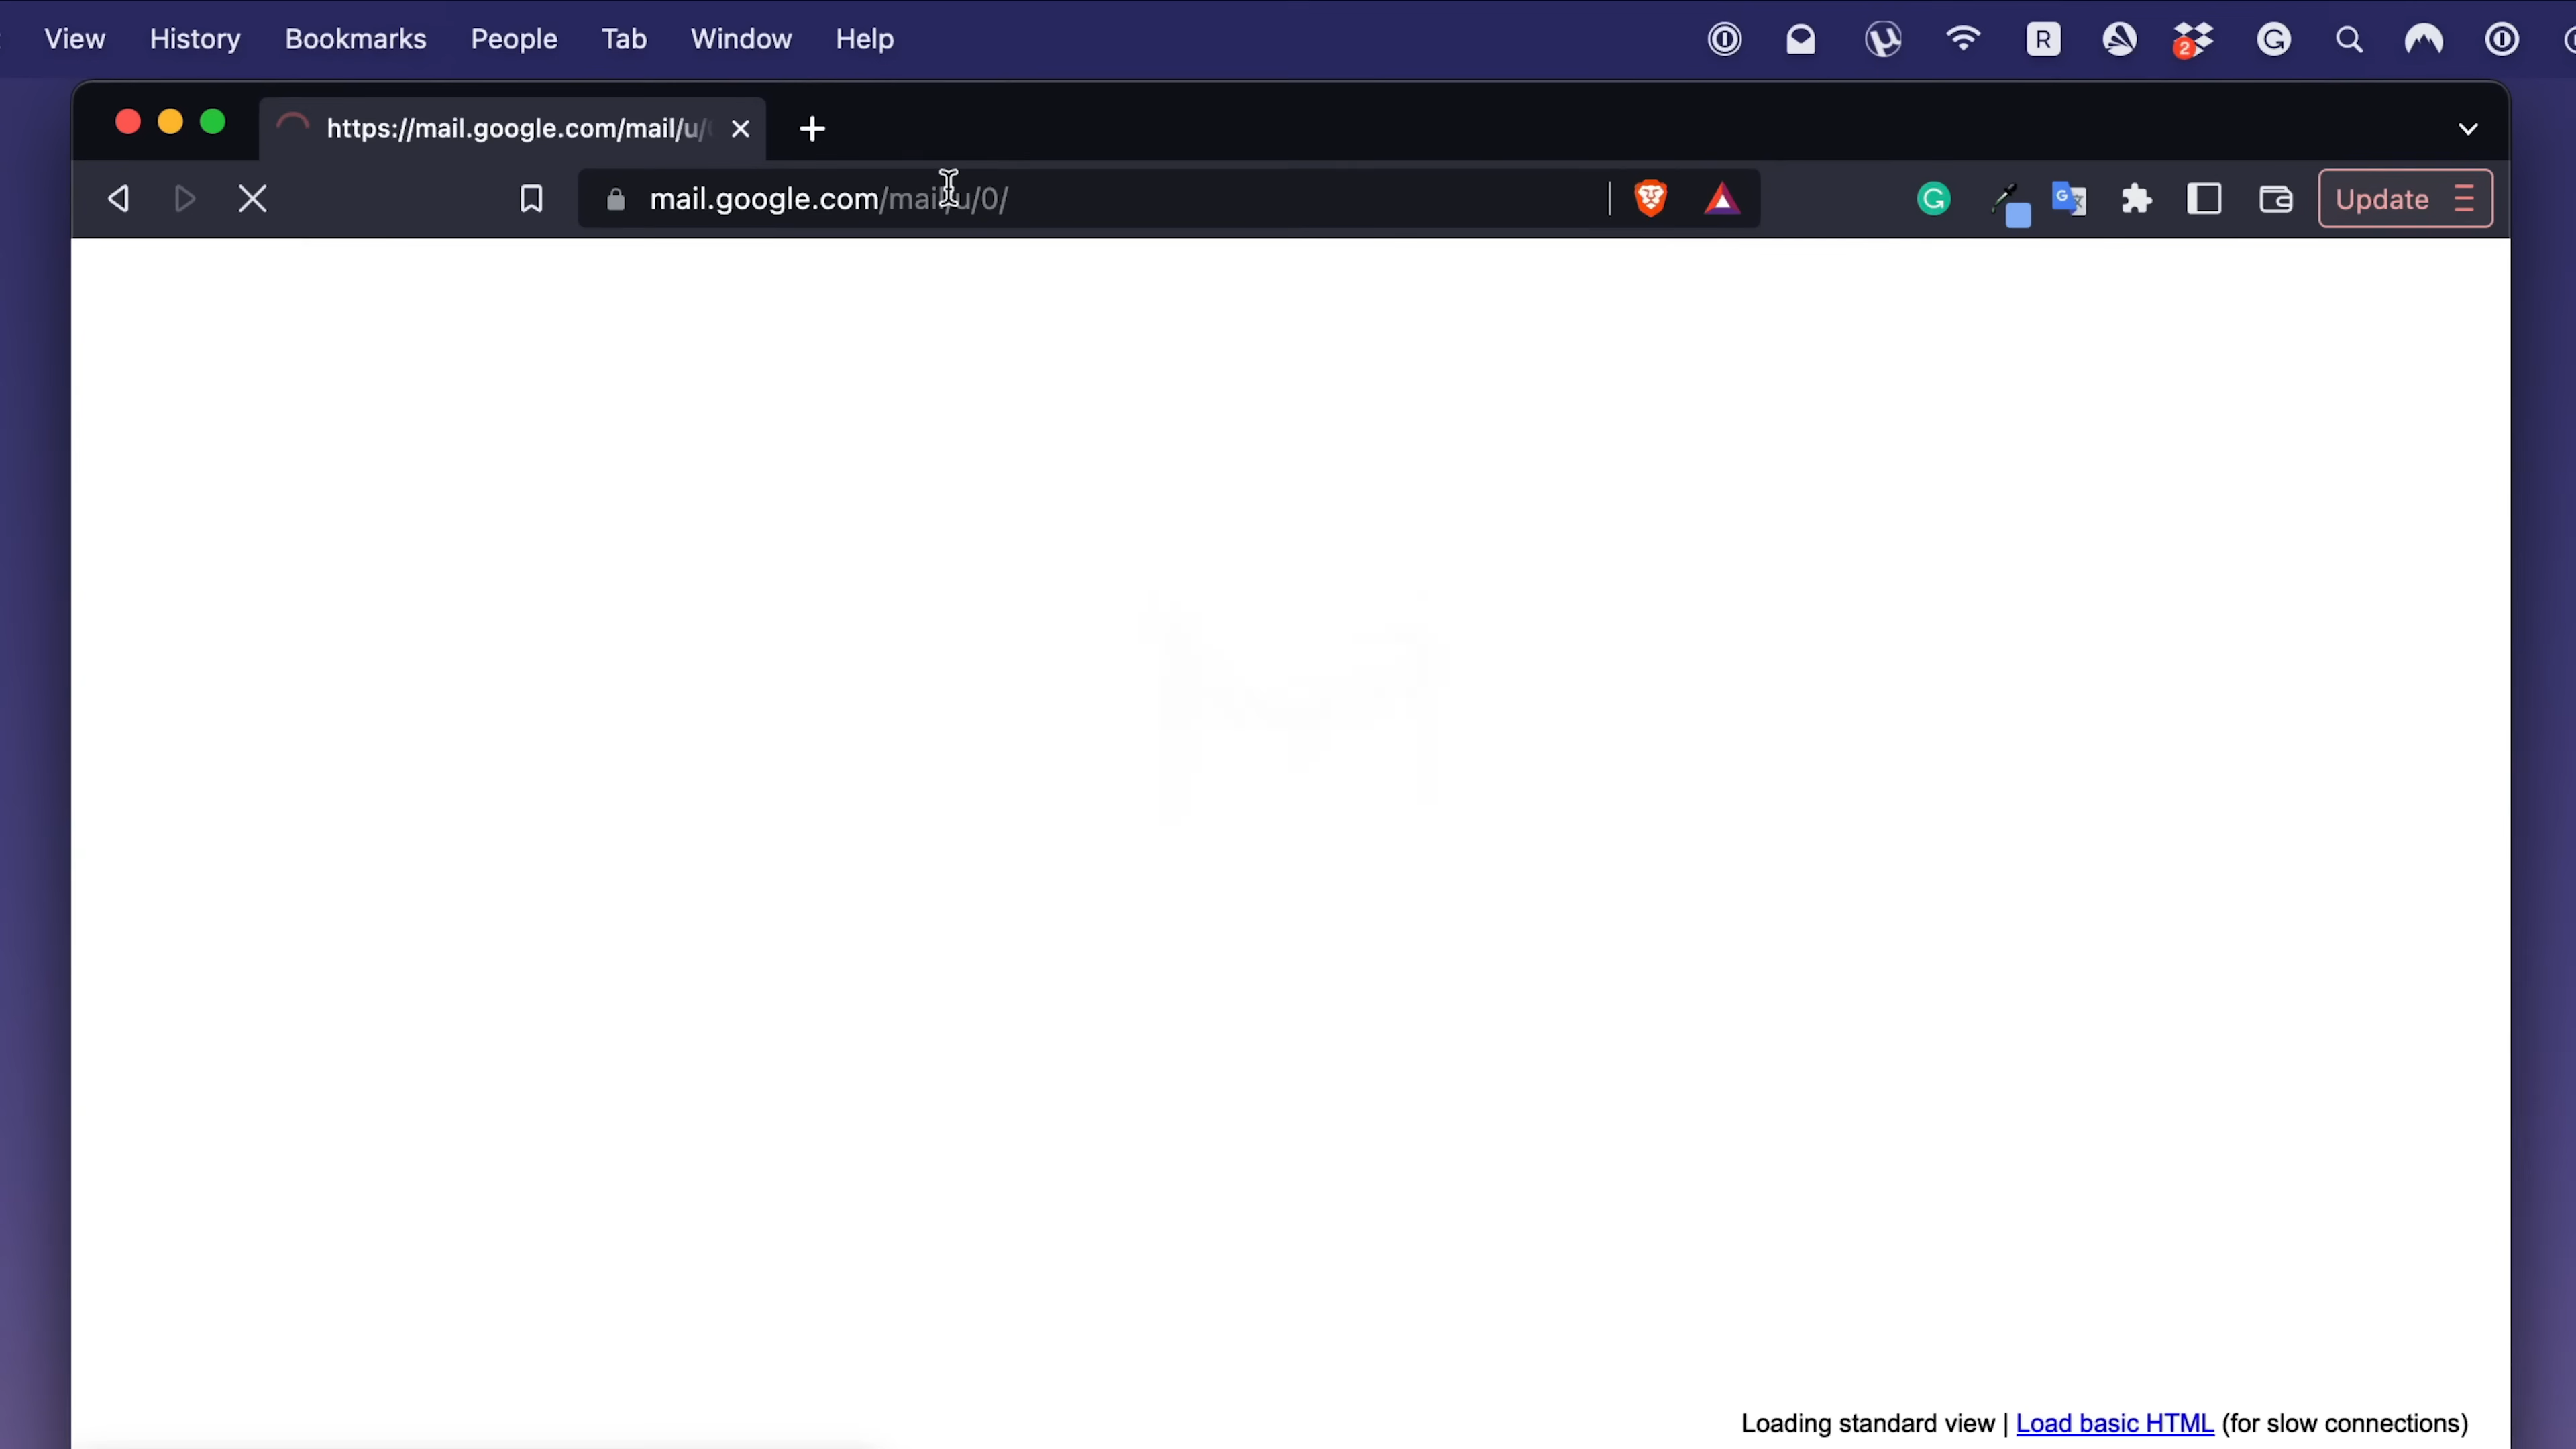 View History Bookmarks People Tab Window Help R 2
https://mail.google.com/mail/u/
mail.google.com/mail/u/0/ Update
Loading standard view | Load basic HTML (for slow connections)